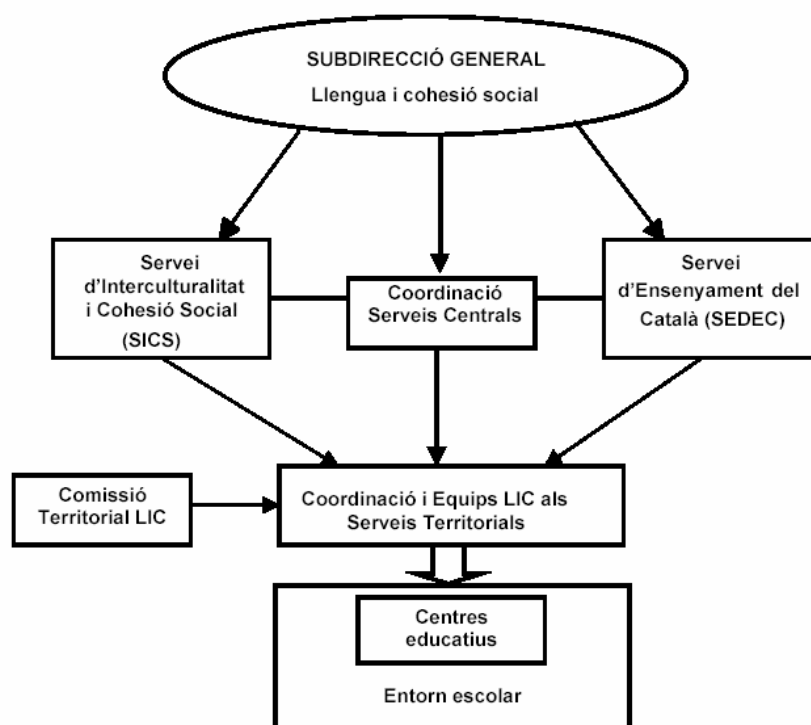 SUBDIRECCIÓ GENERAL
Llengua i cohesió social
Servei
d'Interculturalitat
i Cohesió Social
(SICS)
Coordinació
Serveis Centrals
Servei
d'Ensenyament del
Català (SEDEC)
Comissió
Territorial LIC
Coordinació i Equips LIC als
Serveis Territorials
Centres
educatius
Entorn escolar